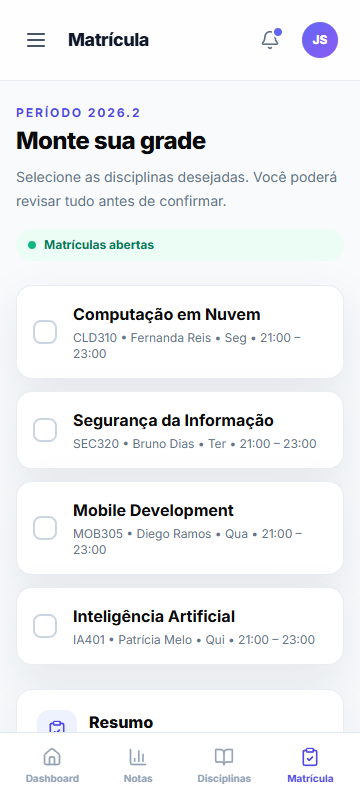 Matrícula
JS
PERÍODO 2026.2
Monte sua grade
Selecione as disciplinas desejadas. Você poderá
revisar tudo antes de confirmar.
Matrículas abertas
Computação em Nuvem
CLD310 • Fernanda Reis • Seg • 21:00 –
23:00
Segurança da Informação
SEC320 • Bruno Dias • Ter • 21:00 – 23:00
Mobile Development
MOB305 • Diego Ramos • Qua • 21:00 –
23:00
Inteligência Artificial
IA401 • Patrícia Melo • Qui • 21:00 – 23:00
Resumo
Dashboard
Notas
Disciplinas
Matrícula